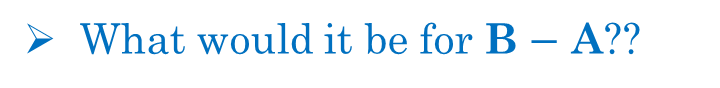 ➢ What would it be for B – A??